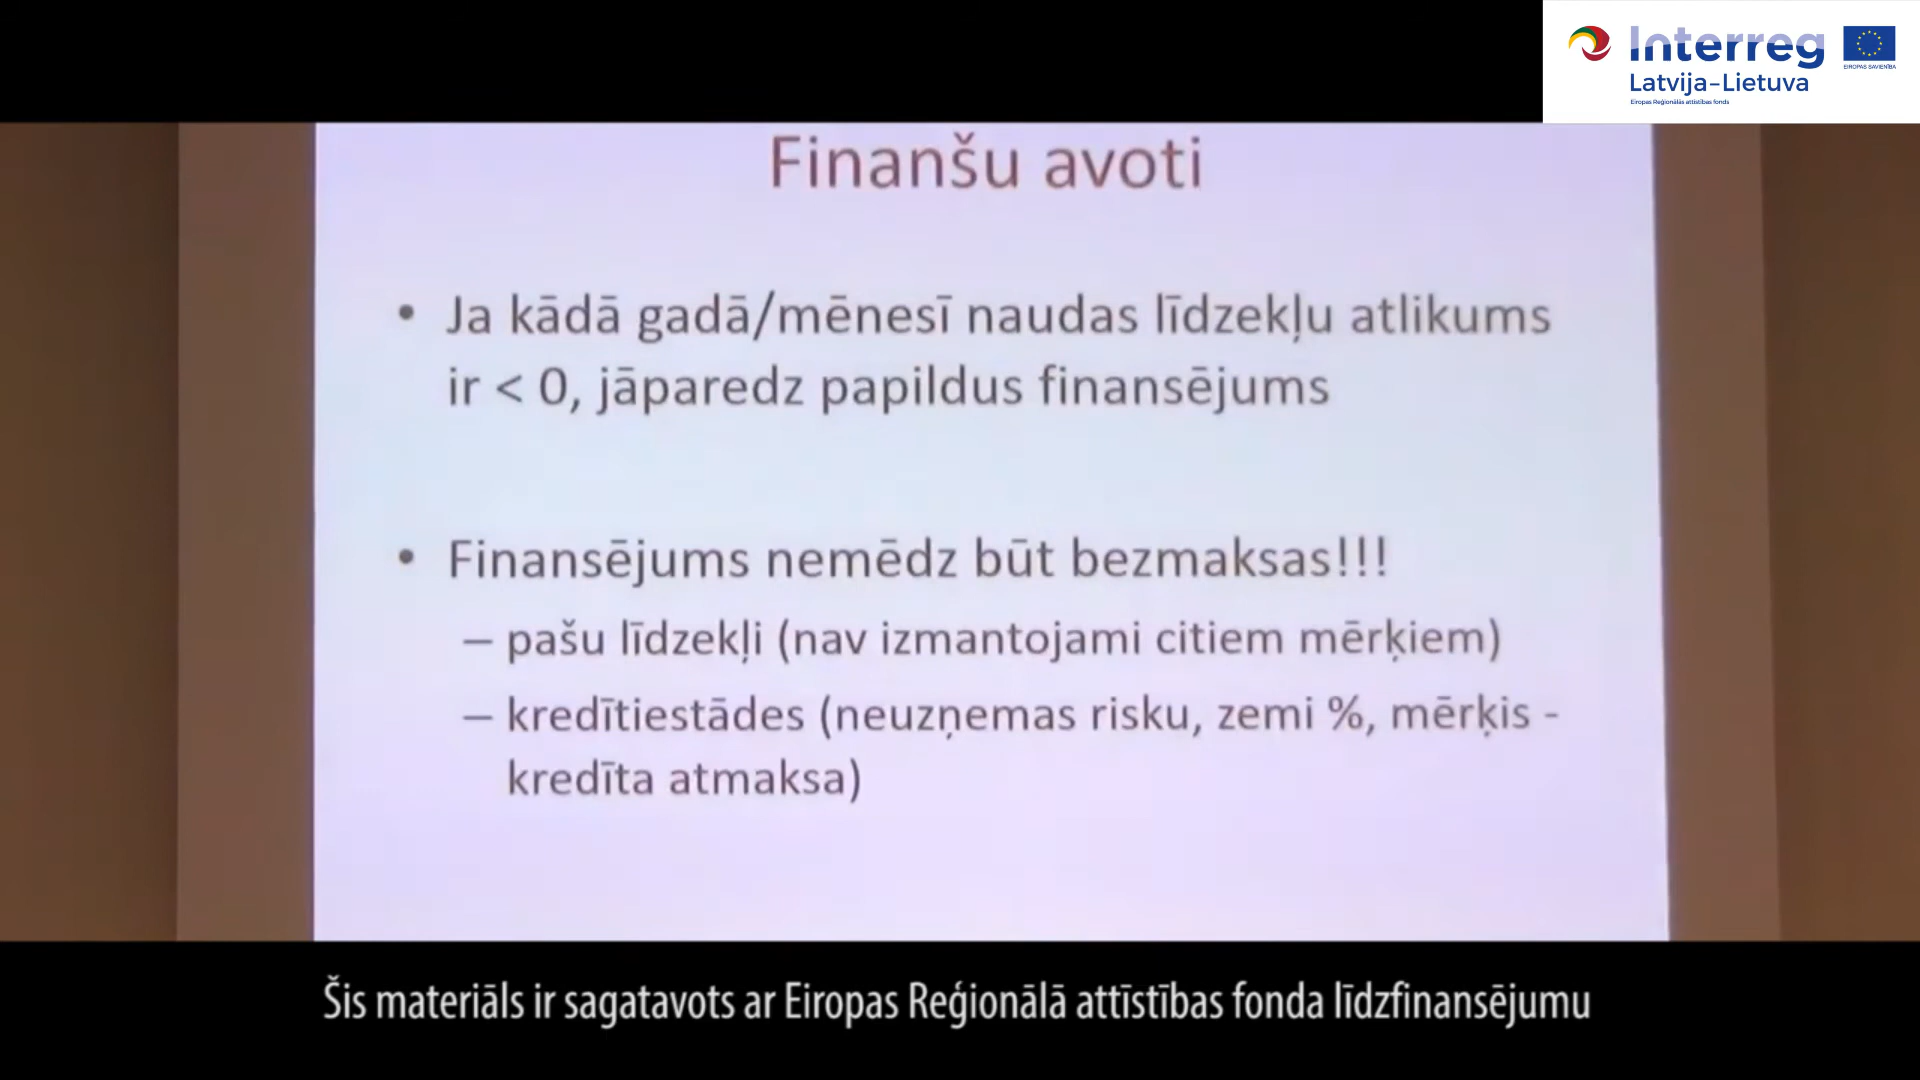 Interreg
EIROPAS SAVIENĪBA
Latvija-Lietuva
Eiropas Reģionālās attīstības fonds
Finanšu avoti
• Ja kādā gadā/mēnesī naudas līdzekļu atlikums
ir < 0, jāparedz papildus finansējums
• Finansējums nemēdz būt bezmaksas!!!
– pašu līdzekļi (nav izmantojami citiem mērķiem)
– kredītiestādes (neuzņemas risku, zemi %, mērķis -
kredīta atmaksa)
Šis materiāls ir sagatavots ar Eiropas Reģionālā attīstības fonda līdzfinansējumu